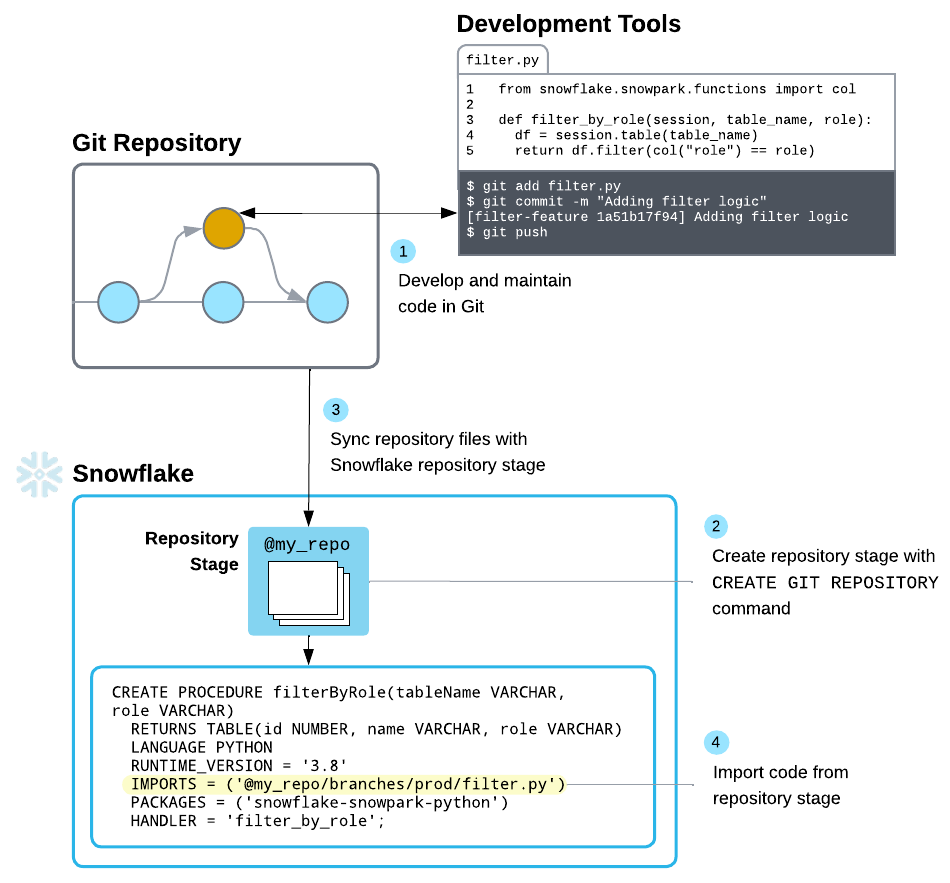 Development Tools
filter.py
1 from snowflake.snowpark.functions import col
2
3 def filter_by_role(session, table_name, role):
4 df = session.table(table_name)
5 return df.filter(col("role") == role)
$ git add filter.py
$ git commit -m "Adding filter logic"
[filter-feature 1a51b17f94] Adding filter logic
$ git push
Git Repository
1
Develop and maintain
code in Git
3
Sync repository files with
Snowflake repository stage
Snowflake
Repository
Stage
@my_repo
2
Create repository stage with
CREATE GIT REPOSITORY
command
CREATE PROCEDURE filterByRole(tableName VARCHAR,
role VARCHAR)
RETURNS TABLE(id NUMBER, name VARCHAR, role VARCHAR)
LANGUAGE PYTHON
RUNTIME_VERSION = '3.8'
IMPORTS = ('@my_repo/branches/prod/filter.py')
PACKAGES = ('snowflake-snowpark-python')
HANDLER = 'filter_by_role';
4
Import code from
repository stage